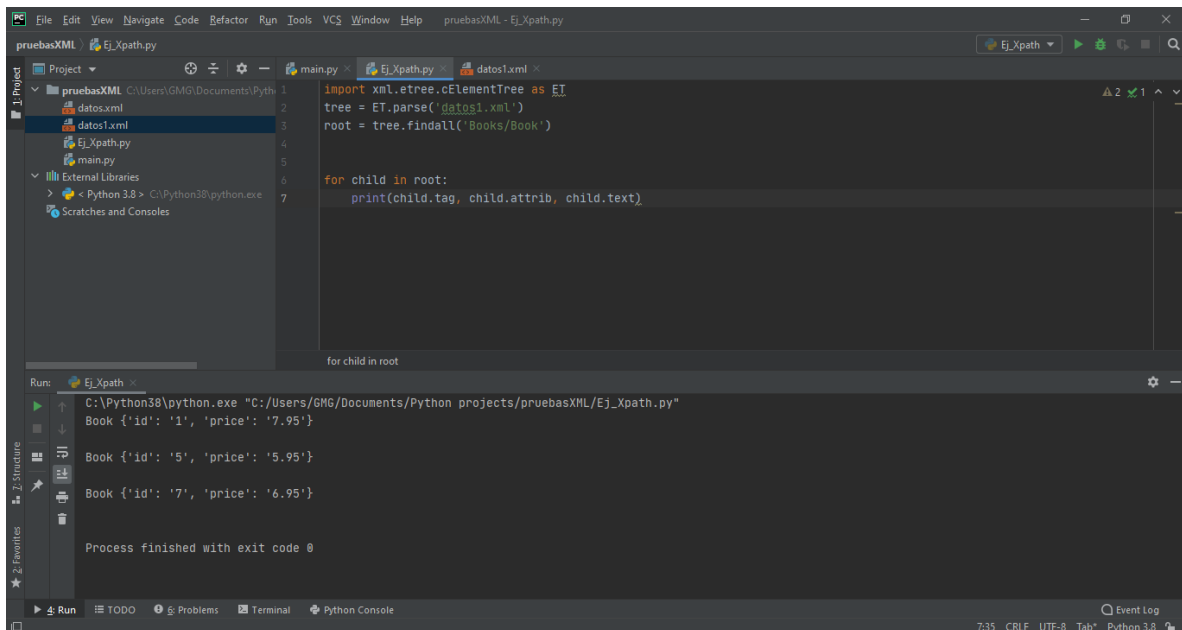 PC File Edit View Navigate Code Refactor Run Tools VCS Window Help pruebasXML - Ej_Xpath.py
pruebasXML Ej_Xpath.py Ej_Xpath
1: Project
Project
main.py Ej_Xpath.py datos1.xml
pruebasXML C:\Users\GMG\Documents\Pyth
datos.xml
datos1.xml
Ej_Xpath.py
main.py
External Libraries
< Python 3.8 > C:\Python38\python.exe
Scratches and Consoles
1 import xml.etree.cElementTree as ET
2 tree = ET.parse('datos1.xml')
3 root = tree.findall('Books/Book')
4
5
6 for child in root:
7 print(child.tag, child.attrib, child.text)
2 1
for child in root
Run: Ej_Xpath
C:\Python38\python.exe "C:/Users/GMG/Documents/Python projects/pruebasXML/Ej_Xpath.py"
Book {'id': '1', 'price': '7.95'}
Book {'id': '5', 'price': '5.95'}
Book {'id': '7', 'price': '6.95'}
Process finished with exit code 0
7: Structure
2: Favorites
4: Run TODO 6: Problems Terminal Python Console Event Log
7:35 CRLF UTF-8 Tab* Python 3.8